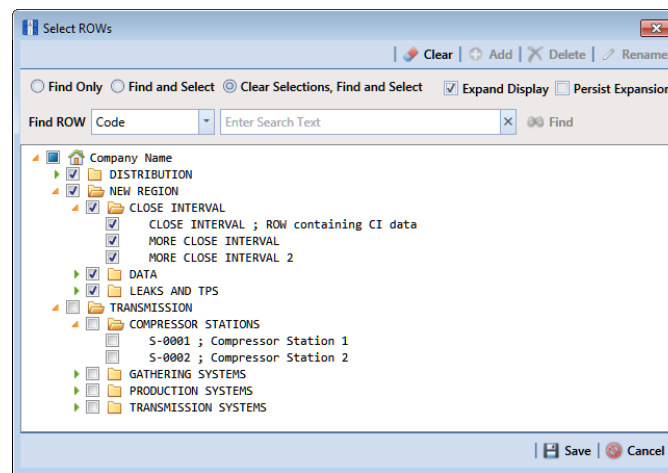 Select ROWs
Clear Add Delete Rename
Find Only Find and Select Clear Selections, Find and Select Expand Display Persist Expansion
Find ROW Code Enter Search Text Find
Company Name
DISTRIBUTION
NEW REGION
CLOSE INTERVAL
CLOSE INTERVAL ; ROW containing CI data
MORE CLOSE INTERVAL
MORE CLOSE INTERVAL 2
DATA
LEAKS AND TPS
TRANSMISSION
COMPRESSOR STATIONS
S-0001 ; Compressor Station 1
S-0002 ; Compressor Station 2
GATHERING SYSTEMS
PRODUCTION SYSTEMS
TRANSMISSION SYSTEMS
Save Cancel